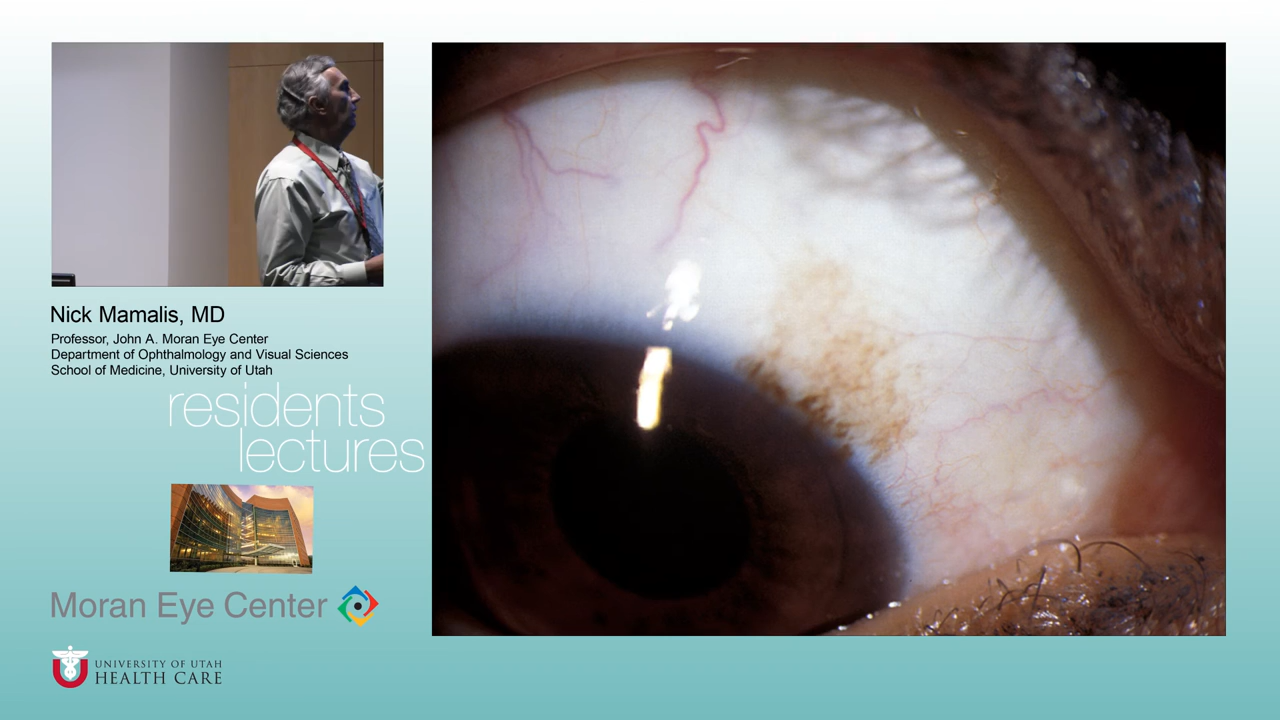 Nick Mamalis, MD
Professor, John A. Moran Eye Center
Department of Ophthalmology and Visual Sciences
School of Medicine, University of Utah
residents
lectures
Moran Eye Center
UNIVERSITY OF UTAH
HEALTH CARE